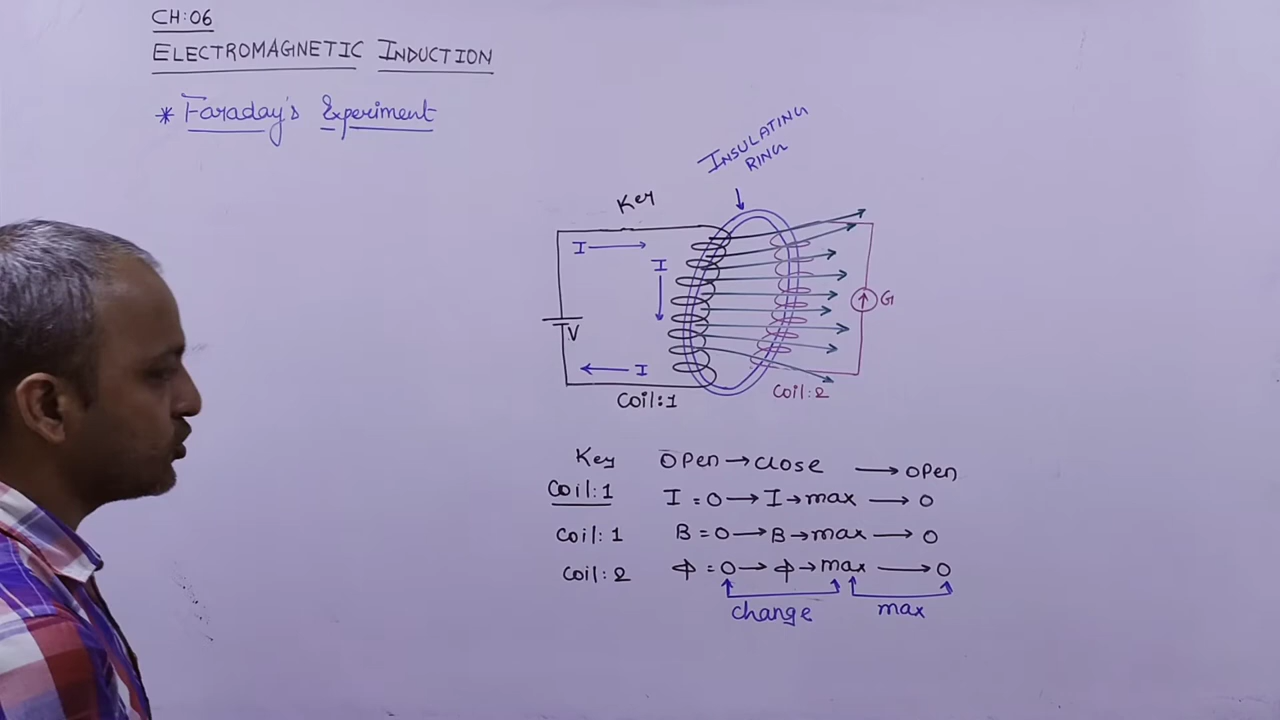 CH:06
ELECTROMAGNETIC INDUCTION
* Faraday's Experiment
INSULATING
RING
Key
I
I
V
G
I
Coil:1
Coil:2
Key Open → close → open
Coil:1 I = 0 → I → max → 0
Coil:1 B = 0 → B → max → 0
Coil:2 ϕ = 0 → ϕ → max → 0
change max